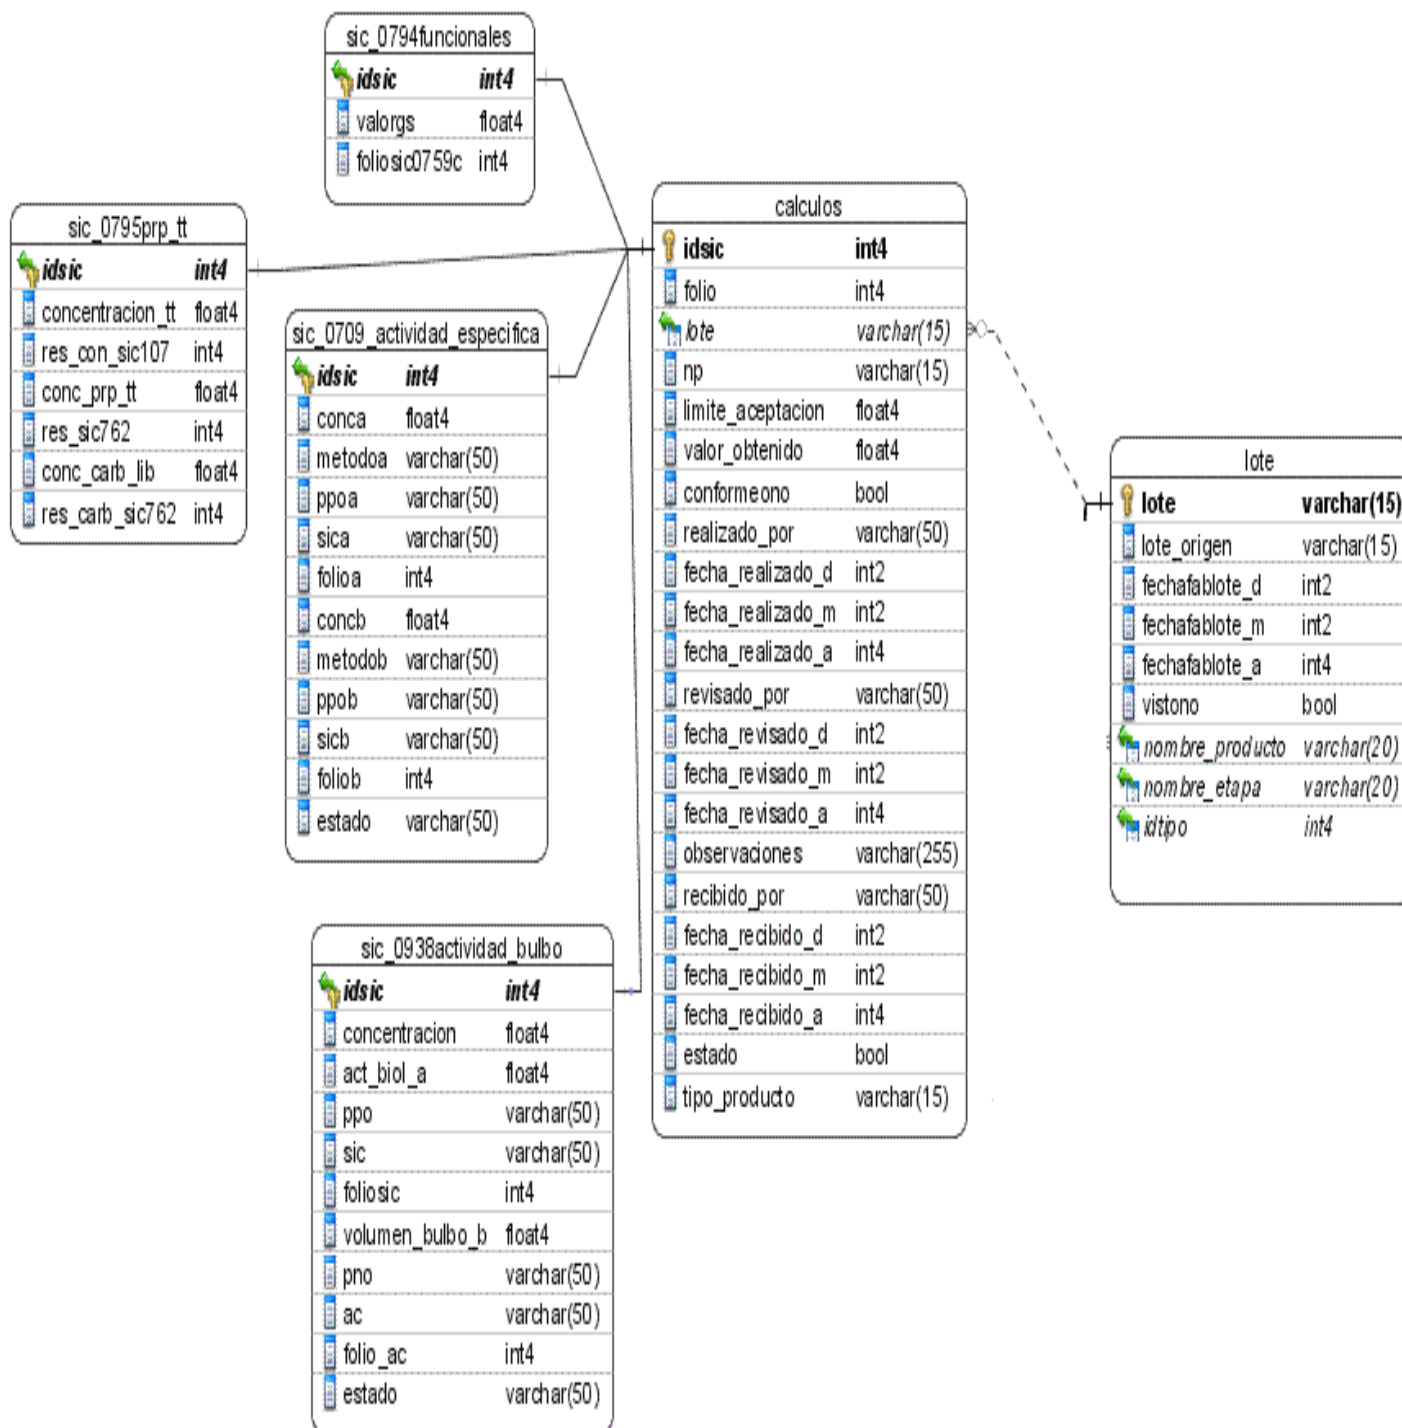 sic_0794funcionales
idsic int4
valorgs float4
foliosic0759c int4
sic_0795prp_tt
idsic int4
concentracion_tt float4
res_con_sic107 int4
conc_prp_tt float4
res_sic762 int4
conc_carb_lib float4
res_carb_sic762 int4
sic_0709_actividad_especifica
idsic int4
conca float4
metodoa varchar(50)
ppoa varchar(50)
sica varchar(50)
folioa int4
concb float4
metodob varchar(50)
ppob varchar(50)
sicb varchar(50)
foliob int4
estado varchar(50)
sic_0938actividad_bulbo
idsic int4
concentracion float4
act_biol_a float4
ppo varchar(50)
sic varchar(50)
foliosic int4
volumen_bulbo_b float4
pno varchar(50)
ac varchar(50)
folio_ac int4
estado varchar(50)
calculos
idsic int4
folio int4
lote varchar(15)
np varchar(15)
limite_aceptacion float4
valor_obtenido float4
conformeono bool
realizado_por varchar(50)
fecha_realizado_d int2
fecha_realizado_m int2
fecha_realizado_a int4
revisado_por varchar(50)
fecha_revisado_d int2
fecha_revisado_m int2
fecha_revisado_a int4
observaciones varchar(255)
recibido_por varchar(50)
fecha_recibido_d int2
fecha_recibido_m int2
fecha_recibido_a int4
estado bool
tipo_producto varchar(15)
lote
lote varchar(15)
lote_origen varchar(15)
fechafablote_d int2
fechafablote_m int2
fechafablote_a int4
vistono bool
nombre_producto varchar(20)
nombre_etapa varchar(20)
idtipo int4